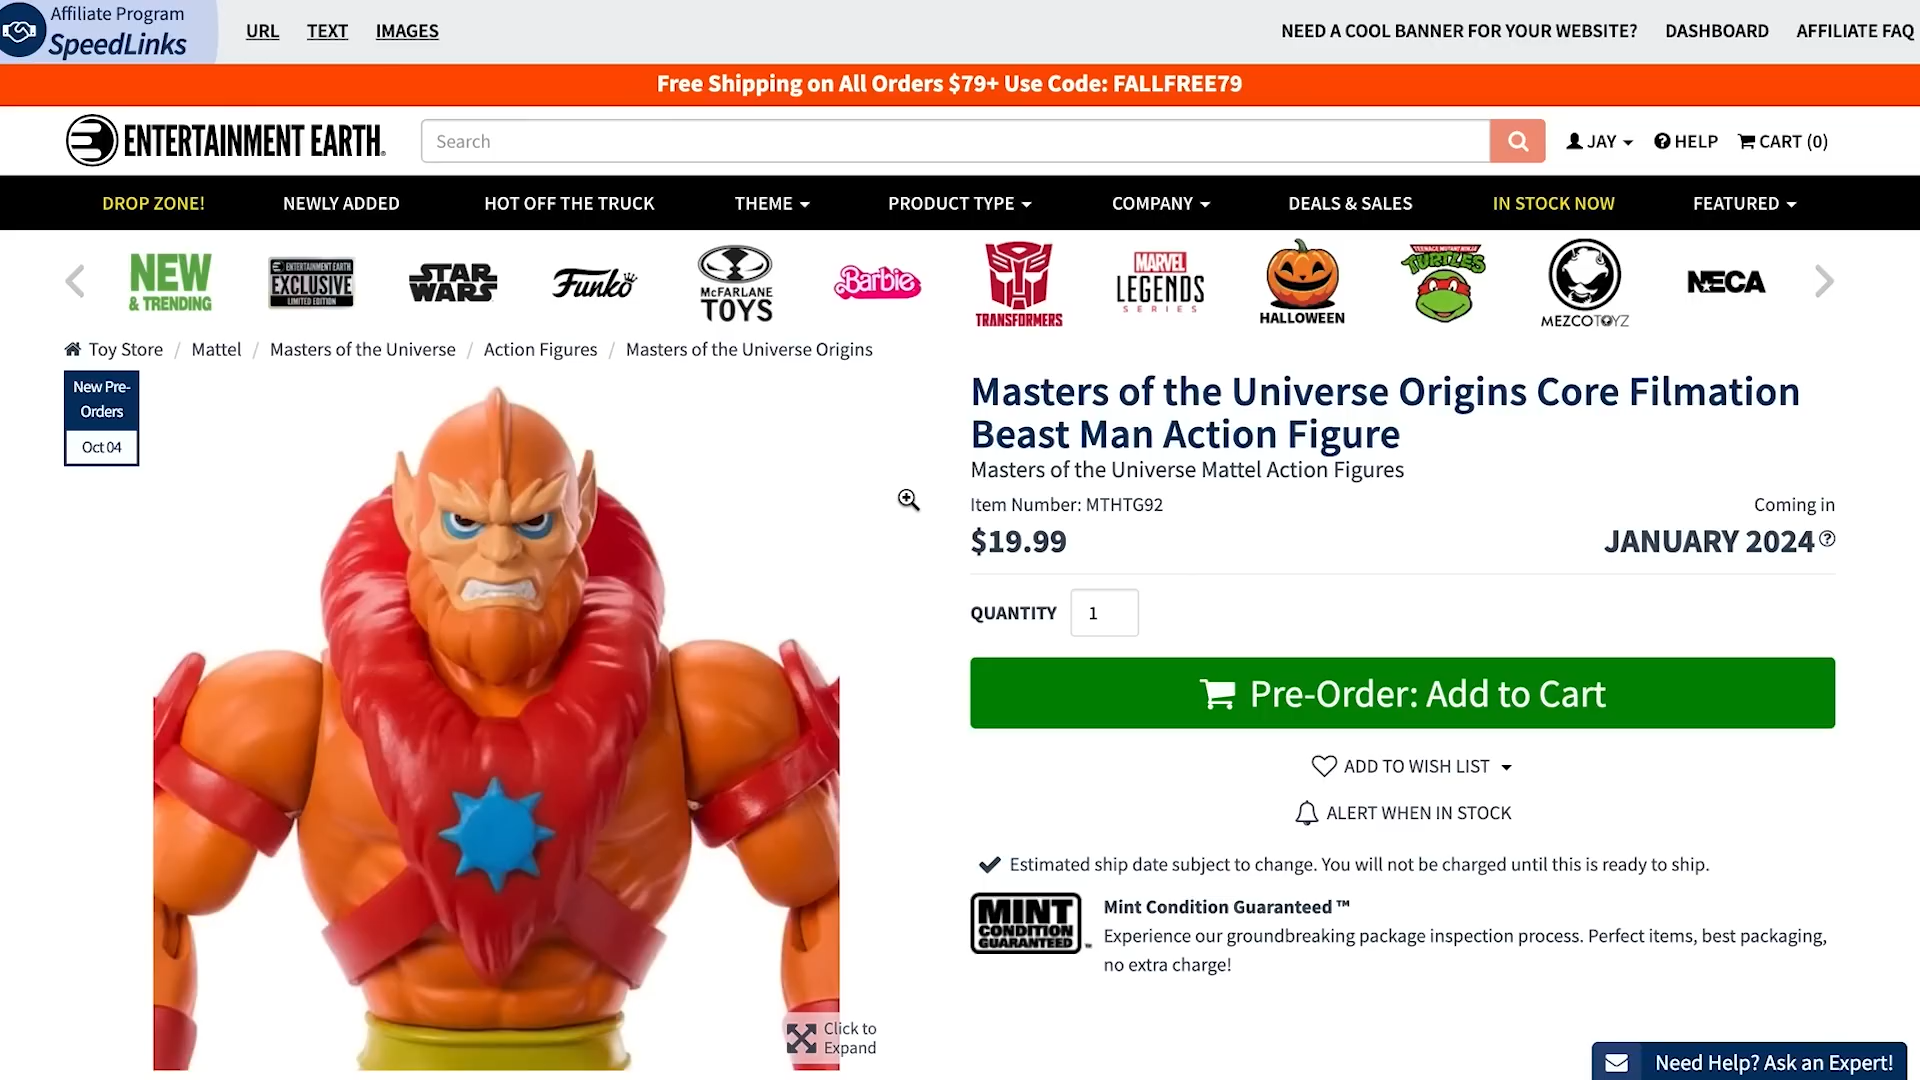 Affiliate Program
SpeedLinks
URL
TEXT
IMAGES
NEED A COOL BANNER FOR YOUR WEBSITE?
DASHBOARD
AFFILIATE FAQ
Free Shipping on All Orders $79+ Use Code: FALLFREE79
ENTERTAINMENT EARTH
Search
JAY
HELP
CART (0)
DROP ZONE!
NEWLY ADDED
HOT OFF THE TRUCK
THEME
PRODUCT TYPE
COMPANY
DEALS & SALES
IN STOCK NOW
FEATURED
NEW
& TRENDING
ENTERTAINMENT EARTH
EXCLUSIVE
LIMITED EDITION
STAR
WARS
Funko
McFARLANE
TOYS
Barbie
TRANSFORMERS
MARVEL
LEGENDS
SERIES
HALLOWEEN
TEENAGE MUTANT NINJA
TURTLES
MEZCOTOYZ
NECA
Toy Store / Mattel / Masters of the Universe / Action Figures / Masters of the Universe Origins
New Pre-
Orders
Oct 04
Masters of the Universe Origins Core Filmation
Beast Man Action Figure
Masters of the Universe Mattel Action Figures
Item Number: MTHTG92
Coming in
$19.99
JANUARY 2024
QUANTITY
1
Pre-Order: Add to Cart
ADD TO WISH LIST
ALERT WHEN IN STOCK
Estimated ship date subject to change. You will not be charged until this is ready to ship.
MINT
CONDITION
GUARANTEED
Mint Condition Guaranteed ™
Experience our groundbreaking package inspection process. Perfect items, best packaging,
no extra charge!
Click to
Expand
Need Help? Ask an Expert!